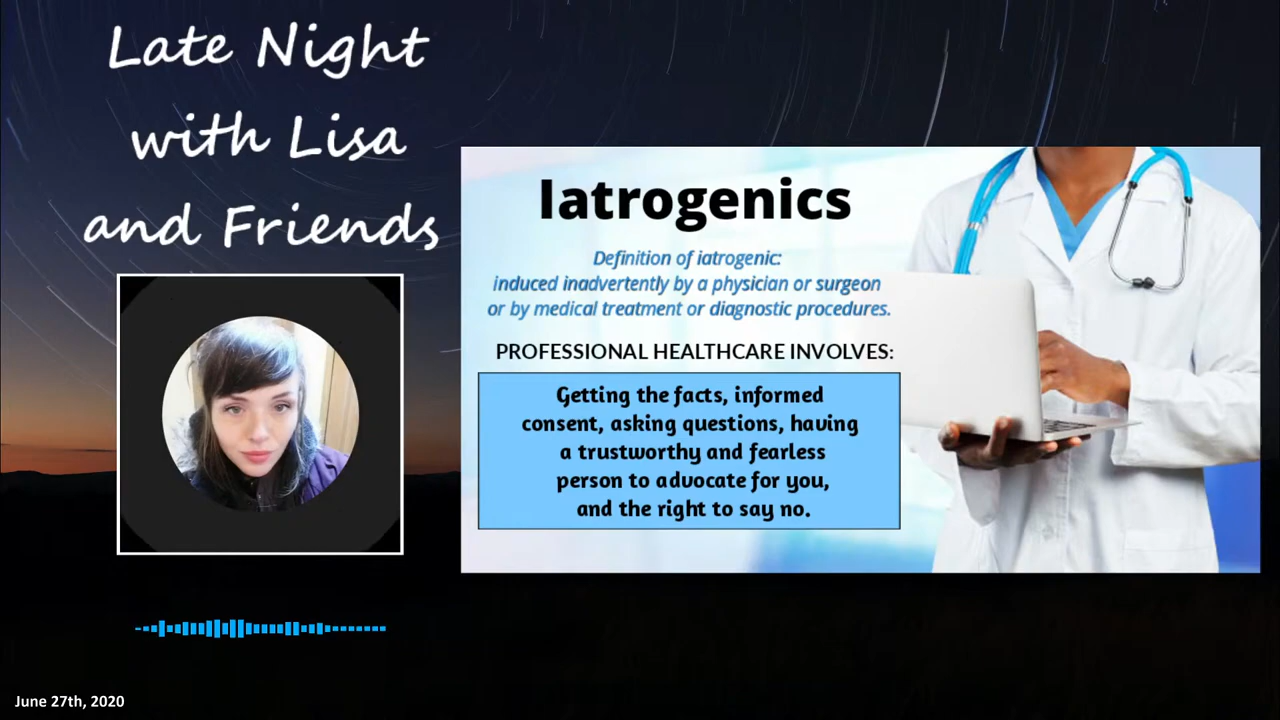 Late Night
with Lisa
and Friends
Iatrogenics
Definition of iatrogenic:
induced inadvertently by a physician or surgeon
or by medical treatment or diagnostic procedures.
PROFESSIONAL HEALTHCARE INVOLVES:
Getting the facts, informed
consent, asking questions, having
a trustworthy and fearless
person to advocate for you,
and the right to say no.
June 27th, 2020